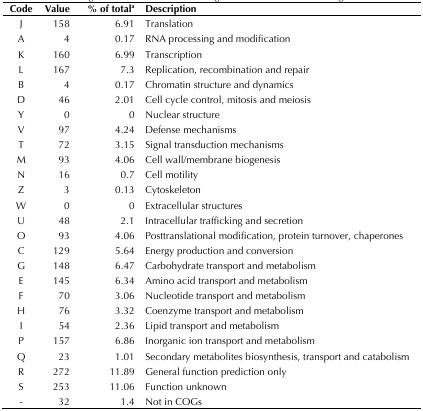 Code Value % of totalª Description
J 158 6.91 Translation
A 4 0.17 RNA processing and modification
K 160 6.99 Transcription
L 167 7.3 Replication, recombination and repair
B 4 0.17 Chromatin structure and dynamics
D 46 2.01 Cell cycle control, mitosis and meiosis
Y 0 0 Nuclear structure
V 97 4.24 Defense mechanisms
T 72 3.15 Signal transduction mechanisms
M 93 4.06 Cell wall/membrane biogenesis
N 16 0.7 Cell motility
Z 3 0.13 Cytoskeleton
W 0 0 Extracellular structures
U 48 2.1 Intracellular trafficking and secretion
O 93 4.06 Posttranslational modification, protein turnover, chaperones
C 129 5.64 Energy production and conversion
G 148 6.47 Carbohydrate transport and metabolism
E 145 6.34 Amino acid transport and metabolism
F 70 3.06 Nucleotide transport and metabolism
H 76 3.32 Coenzyme transport and metabolism
I 54 2.36 Lipid transport and metabolism
P 157 6.86 Inorganic ion transport and metabolism
Q 23 1.01 Secondary metabolites biosynthesis, transport and catabolism
R 272 11.89 General function prediction only
S 253 11.06 Function unknown
- 32 1.4 Not in COGs